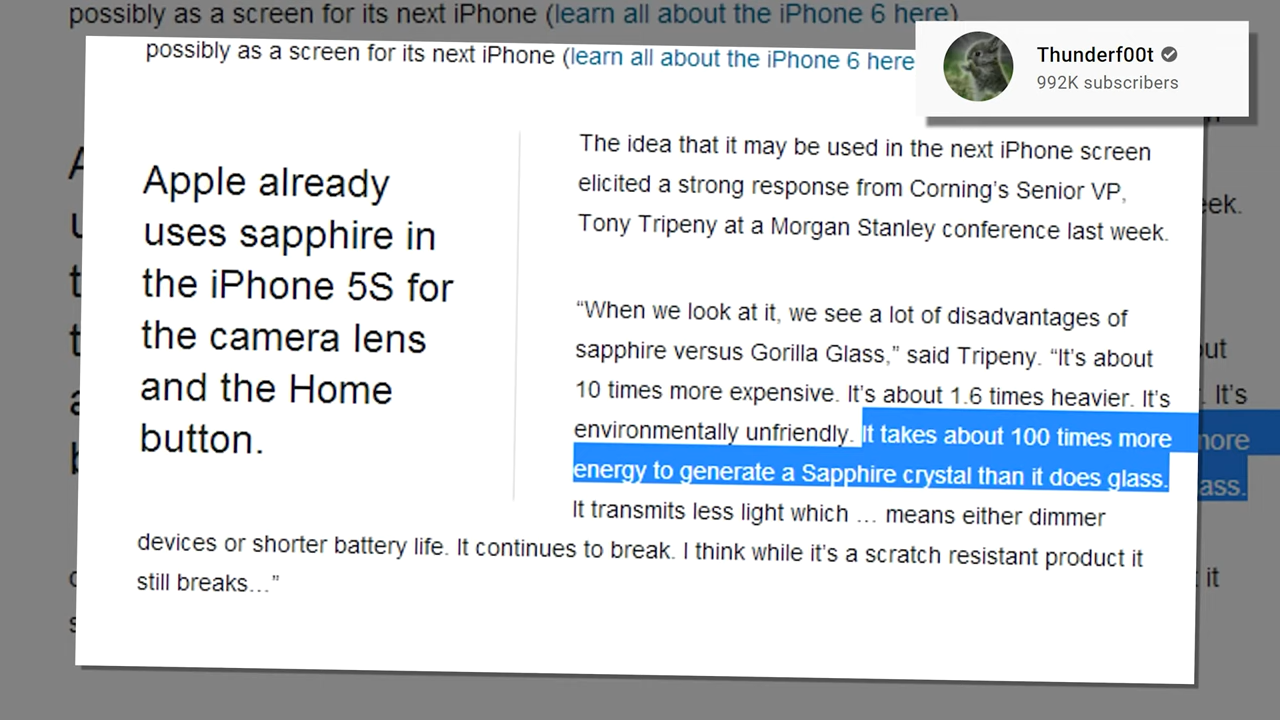 possibly as a screen for its next iPhone (learn all about the iPhone 6 here)
possibly as a screen for its next iPhone (learn all about the iPhone 6 here
Thunderf00t
992K subscribers
Apple already
uses sapphire in
the iPhone 5S for
the camera lens
and the Home
button.
The idea that it may be used in the next iPhone screen
elicited a strong response from Corning’s Senior VP,
Tony Tripeny at a Morgan Stanley conference last week.
“When we look at it, we see a lot of disadvantages of
sapphire versus Gorilla Glass,” said Tripeny. “It’s about
10 times more expensive. It’s about 1.6 times heavier. It’s
environmentally unfriendly. It takes about 100 times more
energy to generate a Sapphire crystal than it does glass.
It transmits less light which … means either dimmer
devices or shorter battery life. It continues to break. I think while it’s a scratch resistant product it
still breaks…”